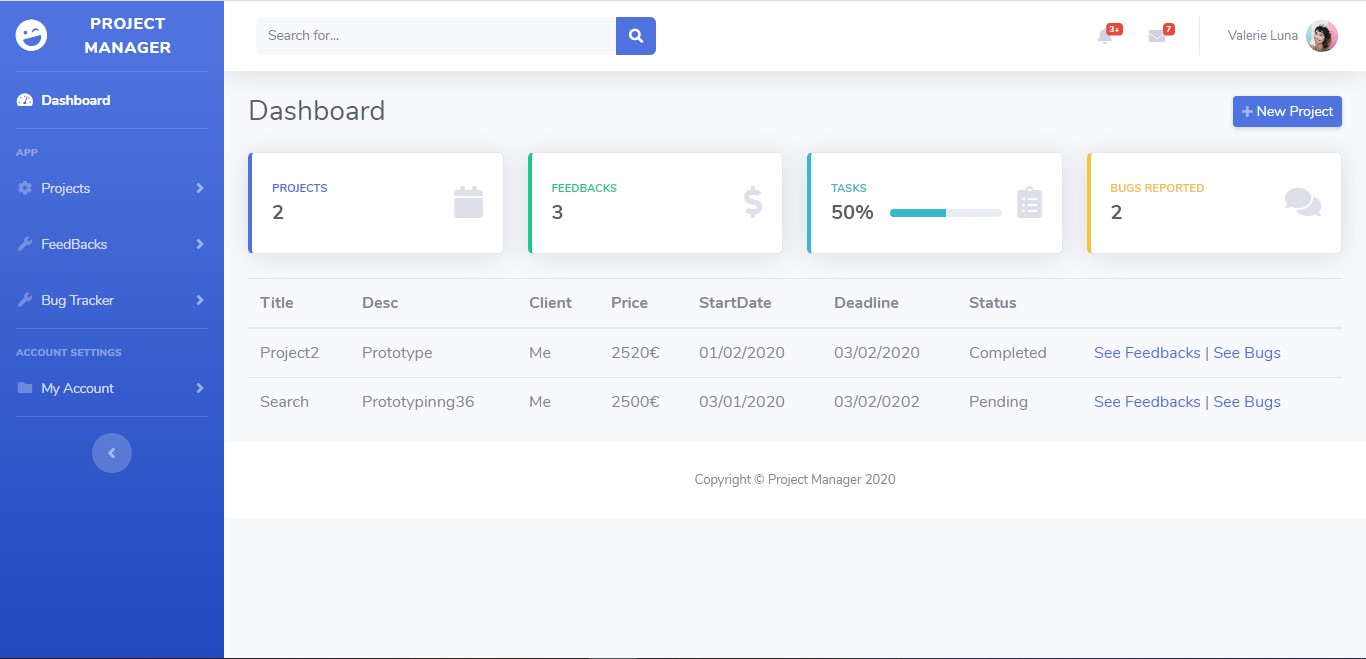 PROJECT
MANAGER
Dashboard
APP
Projects
FeedBacks
Bug Tracker
ACCOUNT SETTINGS
My Account
Search for...
3+
7
Valerie Luna
Dashboard
+ New Project
PROJECTS
2
FEEDBACKS
3
TASKS
50%
BUGS REPORTED
2
Title Desc Client Price StartDate Deadline Status
Project2 Prototype Me 2520€ 01/02/2020 03/02/2020 Completed See Feedbacks | See Bugs
Search Prototypinng36 Me 2500€ 03/01/2020 03/02/0202 Pending See Feedbacks | See Bugs
Copyright © Project Manager 2020